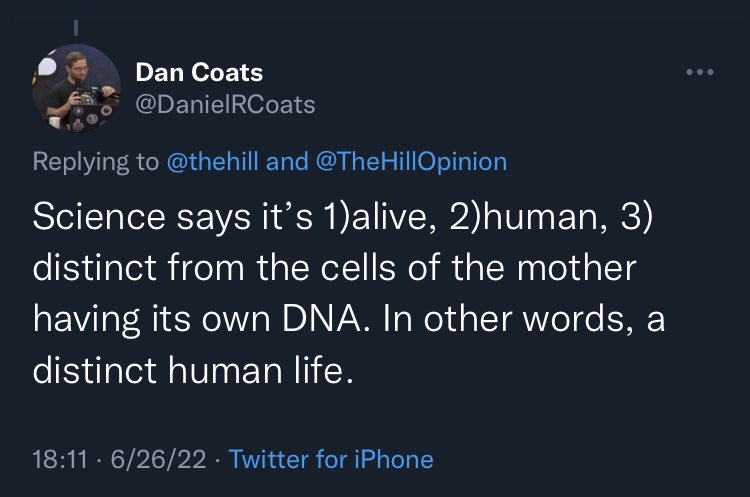 Dan Coats
@DanielRCoats
Replying to @thehill and @TheHillOpinion
Science says it’s 1)alive, 2)human, 3)
distinct from the cells of the mother
having its own DNA. In other words, a
distinct human life.
18:11 · 6/26/22 · Twitter for iPhone